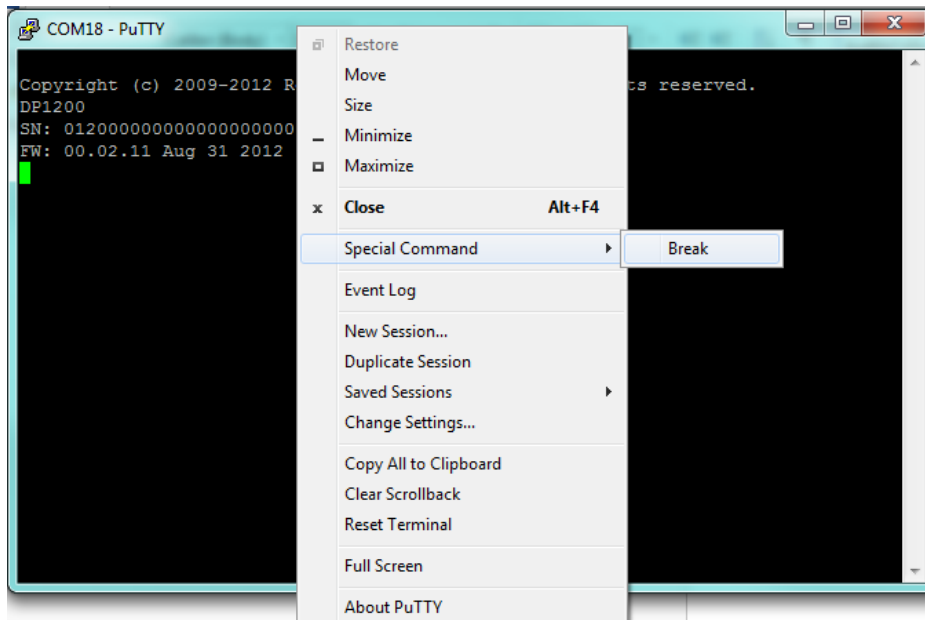 COM18 - PuTTY
Copyright (c) 2009-2012 R
ts reserved.
DP1200
SN: 01200000000000000000
FW: 00.02.11 Aug 31 2012
Restore
Move
Size
Minimize
Maximize
Close Alt+F4
Special Command
Break
Event Log
New Session...
Duplicate Session
Saved Sessions
Change Settings...
Copy All to Clipboard
Clear Scrollback
Reset Terminal
Full Screen
About PuTTY